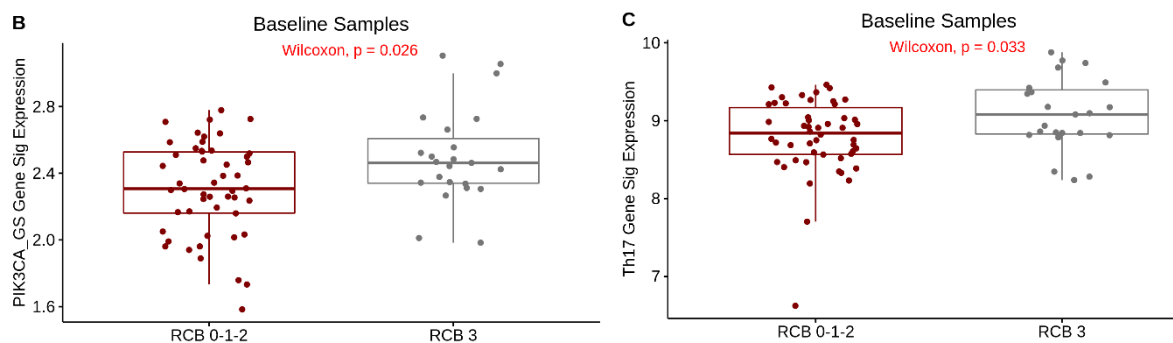 B
Baseline Samples
Wilcoxon, p = 0.026
PIK3CA_GS Gene Sig Expression
2.8
2.4
2.0
1.6
RCB 0-1-2
RCB 3
C
Baseline Samples
Wilcoxon, p = 0.033
Th17 Gene Sig Expression
10
9
8
7
RCB 0-1-2
RCB 3